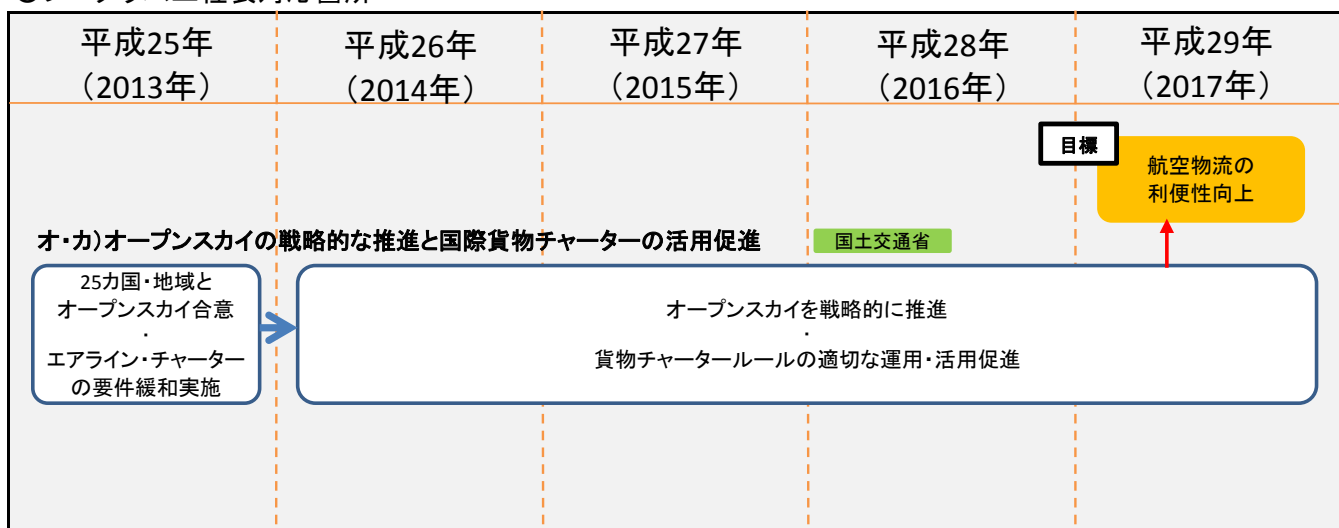 平成25年
(2013年)
平成26年
(2014年)
平成27年
(2015年)
平成28年
(2016年)
平成29年
(2017年)
目標
航空物流の
利便性向上
オ・カ)オープンスカイの戦略的な推進と国際貨物チャーターの活用促進
国土交通省
25カ国・地域と
オープンスカイ合意
・
エアライン・チャーター
の要件緩和実施
オープンスカイを戦略的に推進
・
貨物チャータールールの適切な運用・活用促進